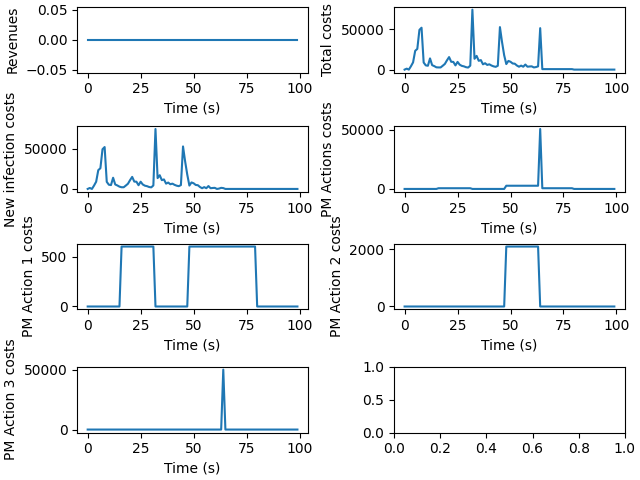 Revenues
0.05
0.00
−0.05
0 25 50 75 100
Time (s)
Total costs
50000
0
0 25 50 75 100
Time (s)
New infection costs
50000
0
0 25 50 75 100
Time (s)
PM Actions costs
50000
0
0 25 50 75 100
Time (s)
PM Action 1 costs
500
0
0 25 50 75 100
Time (s)
PM Action 2 costs
2000
0
0 25 50 75 100
Time (s)
PM Action 3 costs
50000
0
0 25 50 75 100
Time (s)
1.0
0.5
0.0
0.0 0.2 0.4 0.6 0.8 1.0